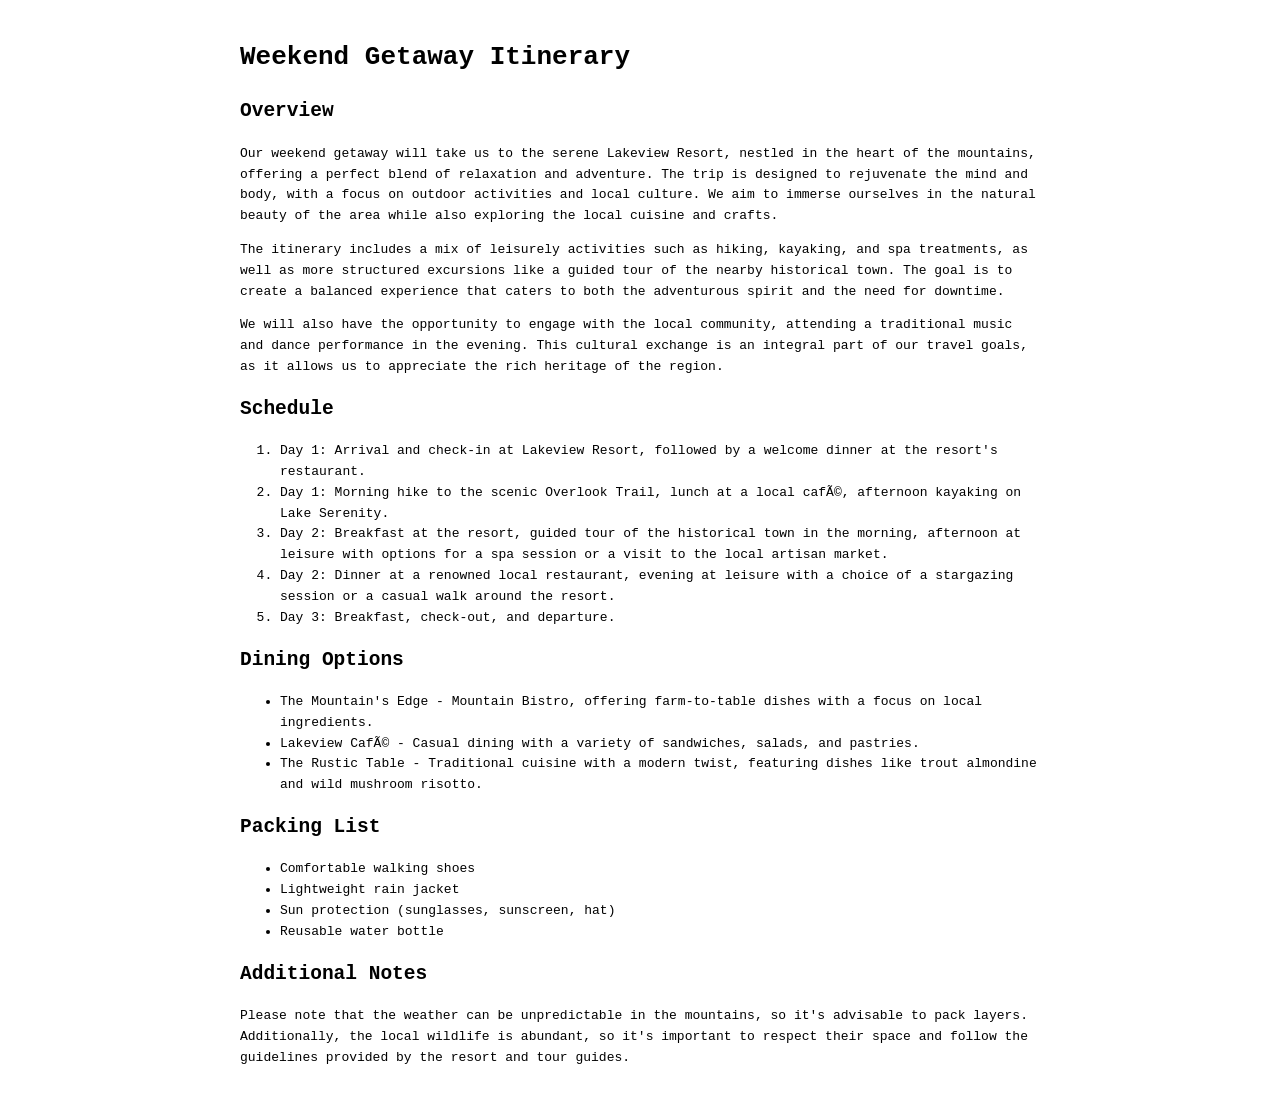 Weekend Getaway Itinerary
Overview
Our weekend getaway will take us to the serene Lakeview Resort, nestled in the heart of the mountains,
offering a perfect blend of relaxation and adventure. The trip is designed to rejuvenate the mind and
body, with a focus on outdoor activities and local culture. We aim to immerse ourselves in the natural
beauty of the area while also exploring the local cuisine and crafts.
The itinerary includes a mix of leisurely activities such as hiking, kayaking, and spa treatments, as
well as more structured excursions like a guided tour of the nearby historical town. The goal is to
create a balanced experience that caters to both the adventurous spirit and the need for downtime.
We will also have the opportunity to engage with the local community, attending a traditional music
and dance performance in the evening. This cultural exchange is an integral part of our travel goals,
as it allows us to appreciate the rich heritage of the region.
Schedule
1. Day 1: Arrival and check-in at Lakeview Resort, followed by a welcome dinner at the resort's
restaurant.
2. Day 1: Morning hike to the scenic Overlook Trail, lunch at a local cafÃ©, afternoon kayaking on
Lake Serenity.
3. Day 2: Breakfast at the resort, guided tour of the historical town in the morning, afternoon at
leisure with options for a spa session or a visit to the local artisan market.
4. Day 2: Dinner at a renowned local restaurant, evening at leisure with a choice of a stargazing
session or a casual walk around the resort.
5. Day 3: Breakfast, check-out, and departure.
Dining Options
• The Mountain's Edge - Mountain Bistro, offering farm-to-table dishes with a focus on local
ingredients.
• Lakeview CafÃ© - Casual dining with a variety of sandwiches, salads, and pastries.
• The Rustic Table - Traditional cuisine with a modern twist, featuring dishes like trout almondine
and wild mushroom risotto.
Packing List
• Comfortable walking shoes
• Lightweight rain jacket
• Sun protection (sunglasses, sunscreen, hat)
• Reusable water bottle
Additional Notes
Please note that the weather can be unpredictable in the mountains, so it's advisable to pack layers.
Additionally, the local wildlife is abundant, so it's important to respect their space and follow the
guidelines provided by the resort and tour guides.